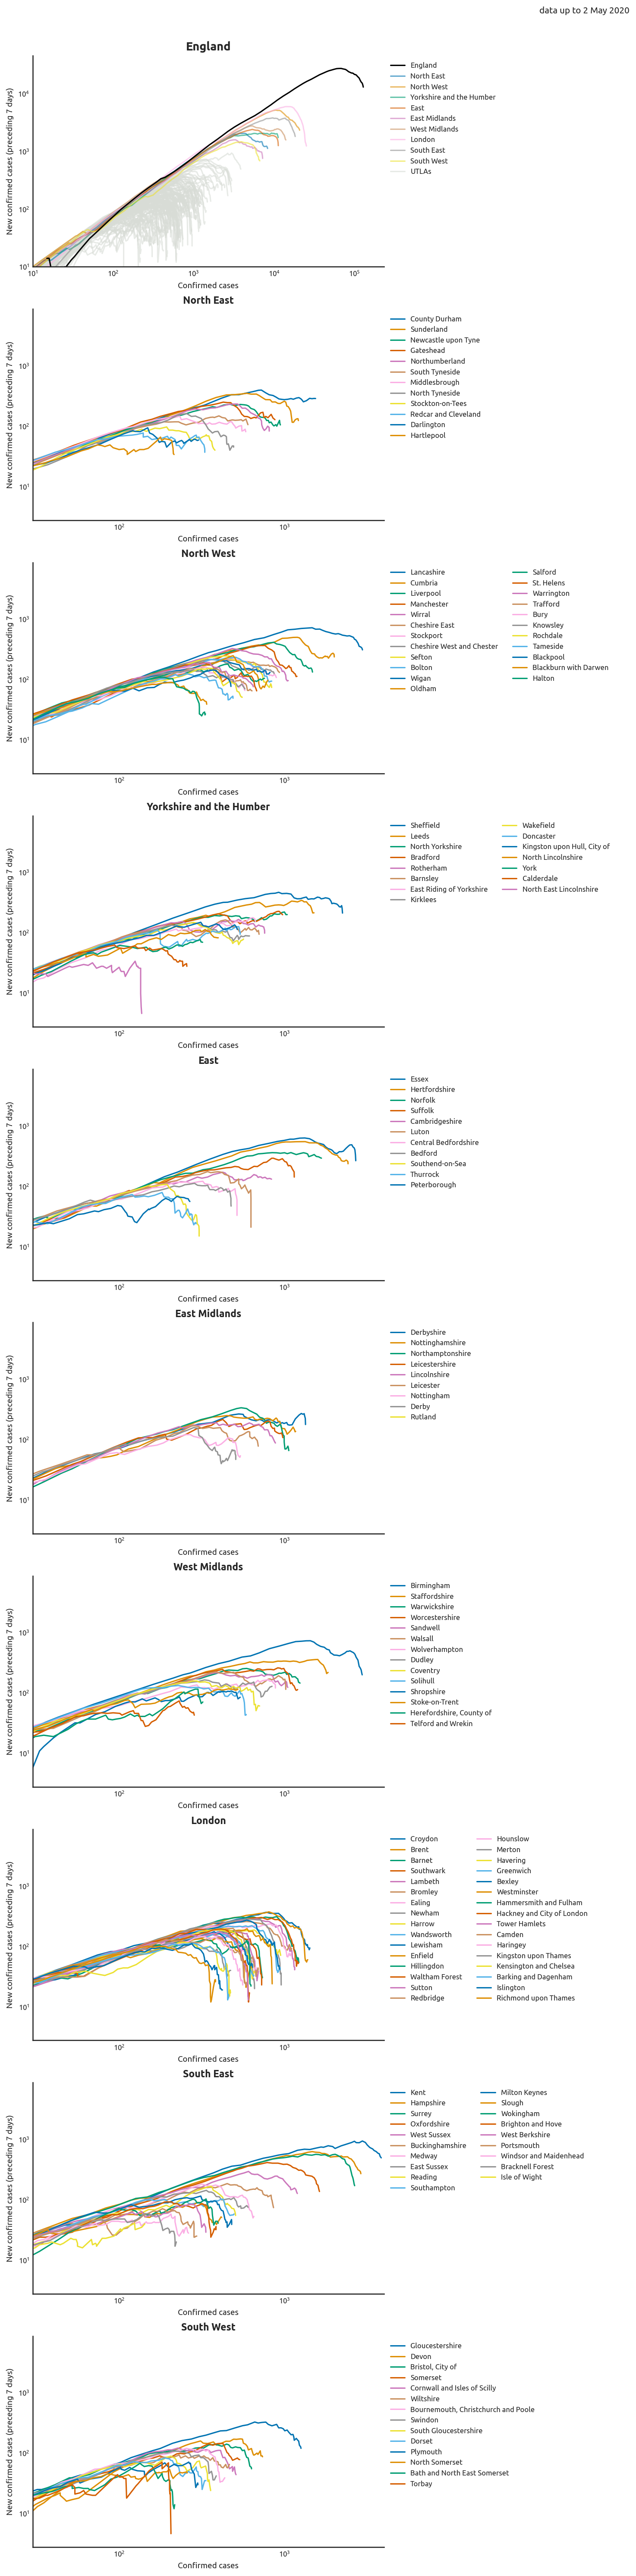 data up to 2 May 2020
England
New confirmed cases (preceding 7 days)
10⁴
10³
10²
10¹
10¹ 10² 10³ 10⁴ 10⁵
Confirmed cases
England
North East
North West
Yorkshire and the Humber
East
East Midlands
West Midlands
London
South East
South West
UTLAs
North East
New confirmed cases (preceding 7 days)
10³
10²
10¹
10² 10³
Confirmed cases
County Durham
Sunderland
Newcastle upon Tyne
Gateshead
Northumberland
South Tyneside
Middlesbrough
North Tyneside
Stockton-on-Tees
Redcar and Cleveland
Darlington
Hartlepool
North West
New confirmed cases (preceding 7 days)
10³
10²
10¹
10² 10³
Confirmed cases
Lancashire
Cumbria
Liverpool
Manchester
Wirral
Cheshire East
Stockport
Cheshire West and Chester
Sefton
Bolton
Wigan
Oldham
Salford
St. Helens
Warrington
Trafford
Bury
Knowsley
Rochdale
Tameside
Blackpool
Blackburn with Darwen
Halton
Yorkshire and the Humber
New confirmed cases (preceding 7 days)
10³
10²
10¹
10² 10³
Confirmed cases
Sheffield
Leeds
North Yorkshire
Bradford
Rotherham
Barnsley
East Riding of Yorkshire
Kirklees
Wakefield
Doncaster
Kingston upon Hull, City of
North Lincolnshire
York
Calderdale
North East Lincolnshire
East
New confirmed cases (preceding 7 days)
10³
10²
10¹
10² 10³
Confirmed cases
Essex
Hertfordshire
Norfolk
Suffolk
Cambridgeshire
Luton
Central Bedfordshire
Bedford
Southend-on-Sea
Thurrock
Peterborough
East Midlands
New confirmed cases (preceding 7 days)
10³
10²
10¹
10² 10³
Confirmed cases
Derbyshire
Nottinghamshire
Northamptonshire
Leicestershire
Lincolnshire
Leicester
Nottingham
Derby
Rutland
West Midlands
New confirmed cases (preceding 7 days)
10³
10²
10¹
10² 10³
Confirmed cases
Birmingham
Staffordshire
Warwickshire
Worcestershire
Sandwell
Walsall
Wolverhampton
Dudley
Coventry
Solihull
Shropshire
Stoke-on-Trent
Herefordshire, County of
Telford and Wrekin
London
New confirmed cases (preceding 7 days)
10³
10²
10¹
10² 10³
Confirmed cases
Croydon
Brent
Barnet
Southwark
Lambeth
Bromley
Ealing
Newham
Harrow
Wandsworth
Lewisham
Enfield
Hillingdon
Waltham Forest
Sutton
Redbridge
Hounslow
Merton
Havering
Greenwich
Bexley
Westminster
Hammersmith and Fulham
Hackney and City of London
Tower Hamlets
Camden
Haringey
Kingston upon Thames
Kensington and Chelsea
Barking and Dagenham
Islington
Richmond upon Thames
South East
New confirmed cases (preceding 7 days)
10³
10²
10¹
10² 10³
Confirmed cases
Kent
Hampshire
Surrey
Oxfordshire
West Sussex
Buckinghamshire
Medway
East Sussex
Reading
Southampton
Milton Keynes
Slough
Wokingham
Brighton and Hove
West Berkshire
Portsmouth
Windsor and Maidenhead
Bracknell Forest
Isle of Wight
South West
New confirmed cases (preceding 7 days)
10³
10²
10¹
10² 10³
Confirmed cases
Gloucestershire
Devon
Bristol, City of
Somerset
Cornwall and Isles of Scilly
Wiltshire
Bournemouth, Christchurch and Poole
Swindon
South Gloucestershire
Dorset
Plymouth
North Somerset
Bath and North East Somerset
Torbay